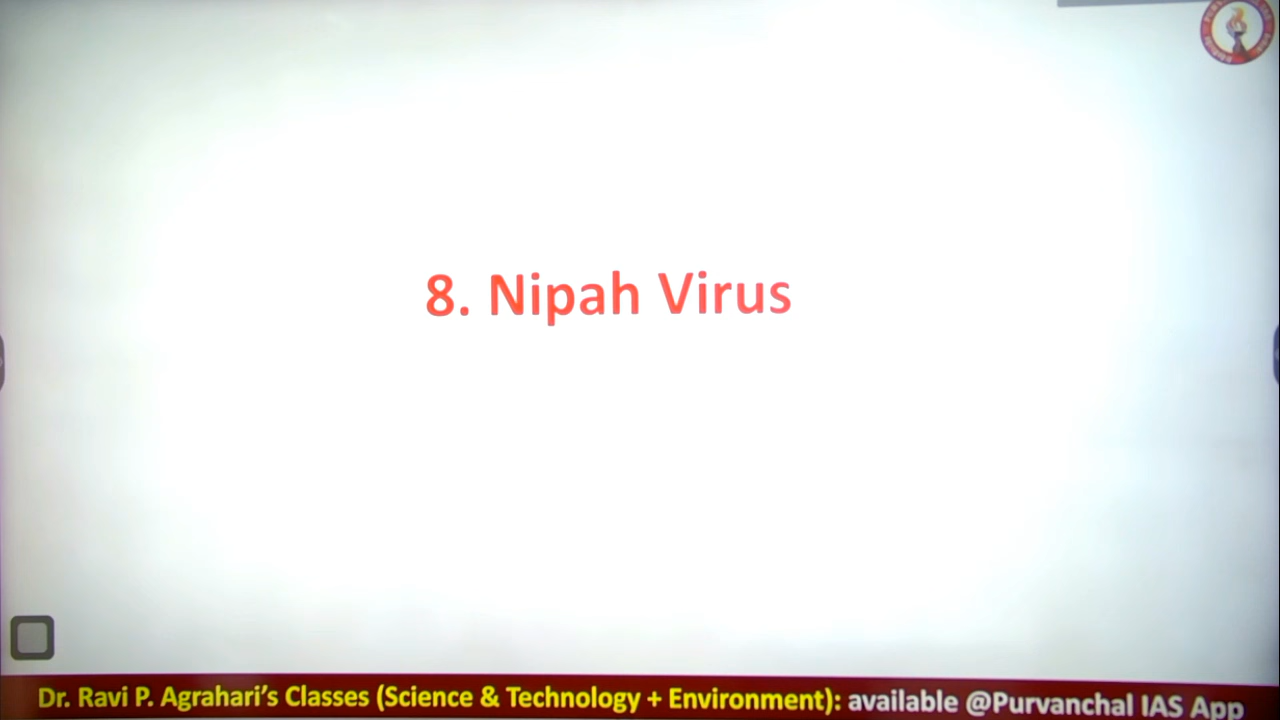 8. Nipah Virus
Dr. Ravi P. Agrahari's Classes (Science & Technology + Environment): available @Purvanchal IAS App